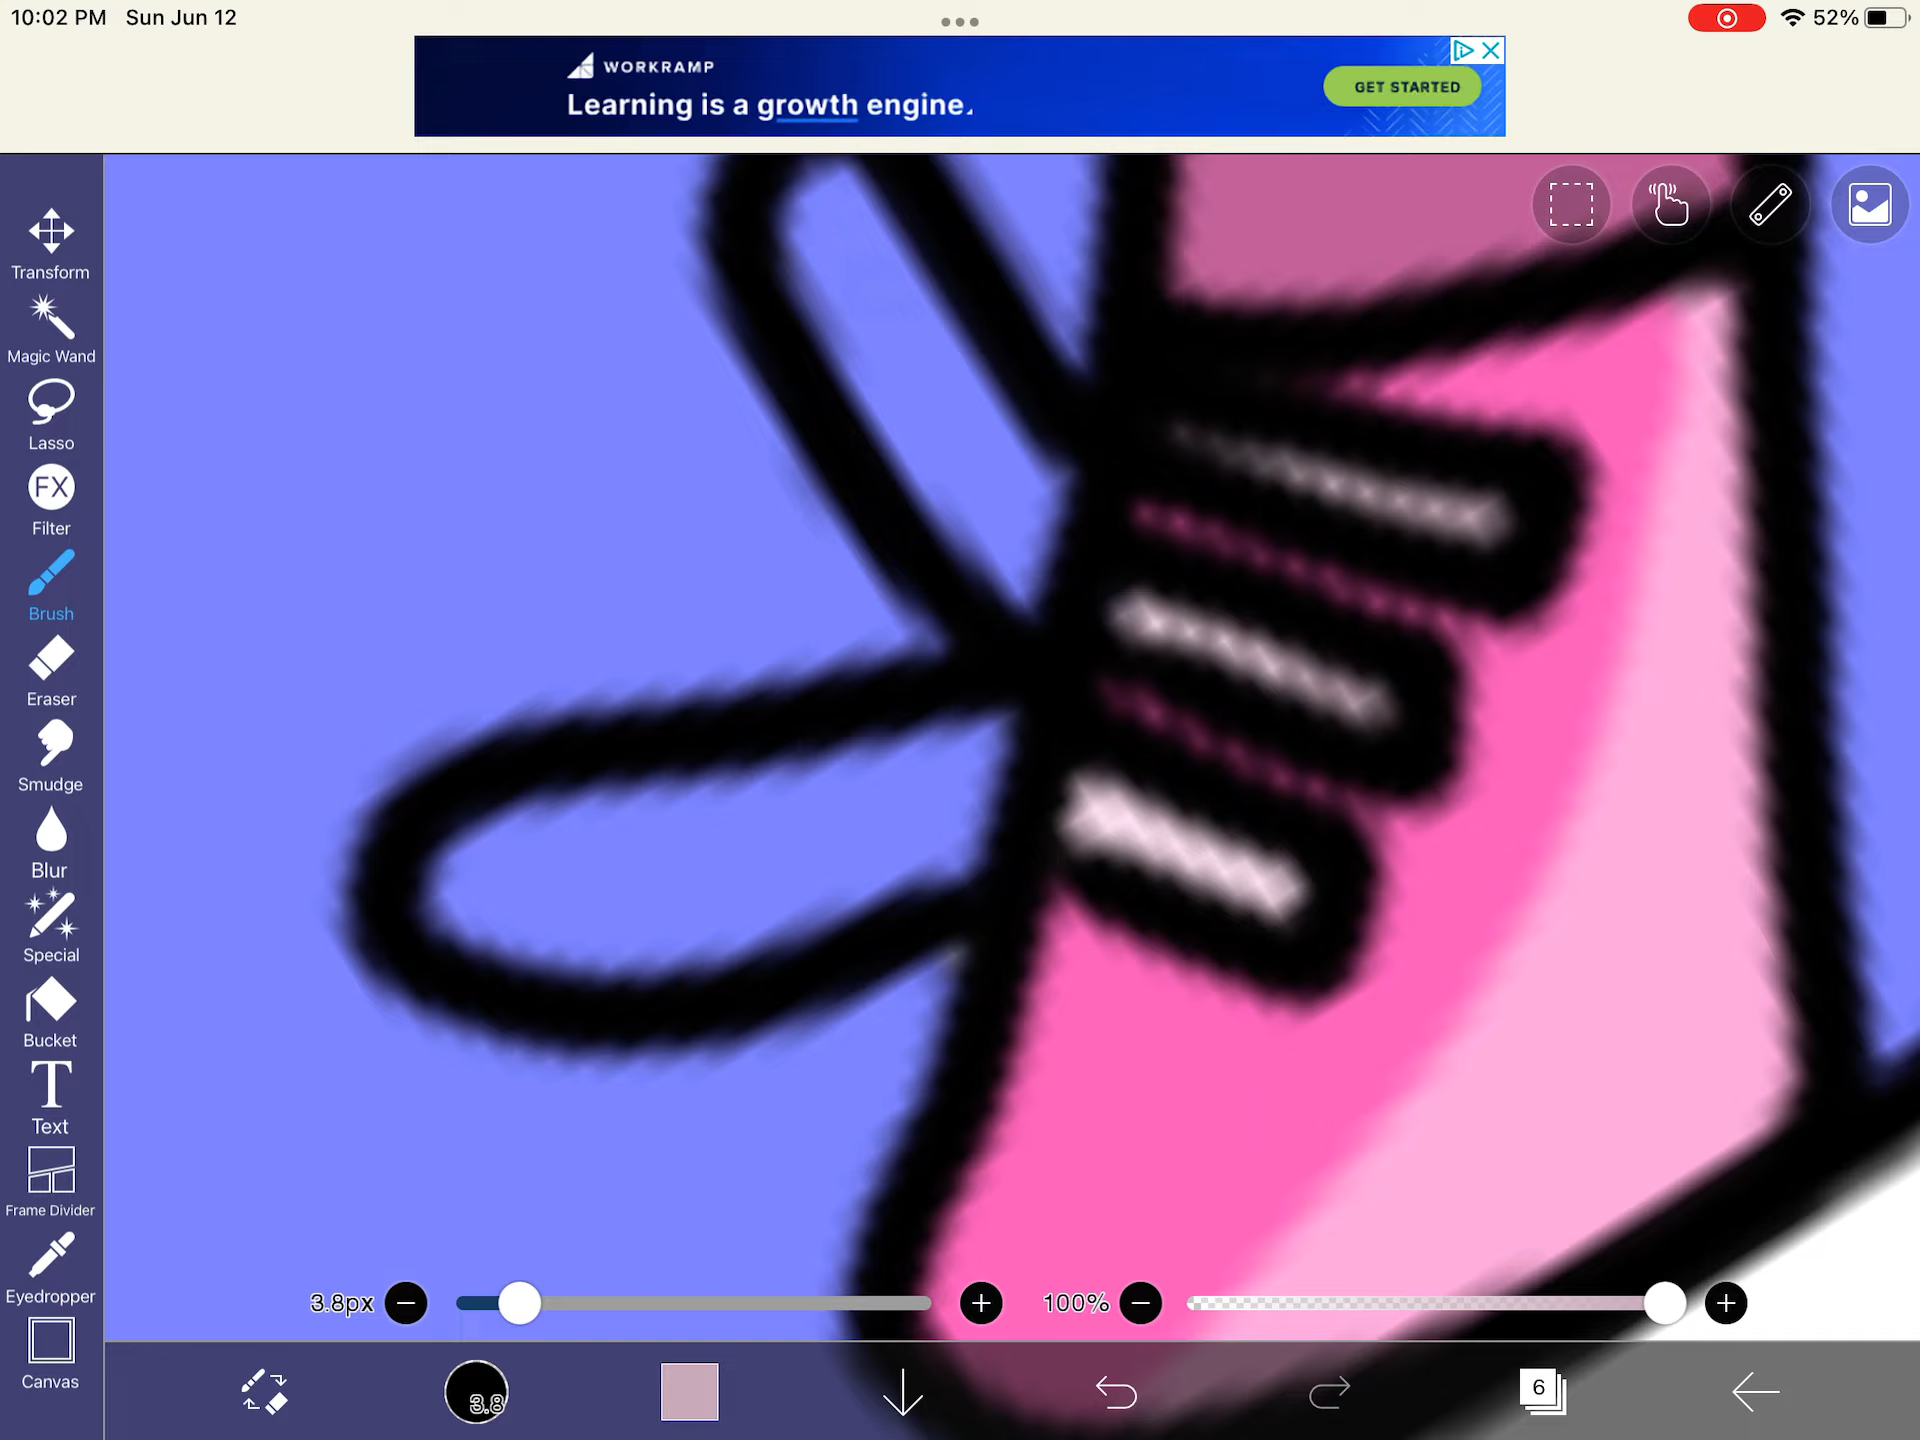 10:02 PM Sun Jun 12
52%
WORKRAMP
Learning is a growth engine.
GET STARTED
Transform
Magic Wand
Lasso
FX
Filter
Brush
Eraser
Smudge
Blur
Special
Bucket
T
Text
Frame Divider
Eyedropper
Canvas
3.8px
100%
3.8
6